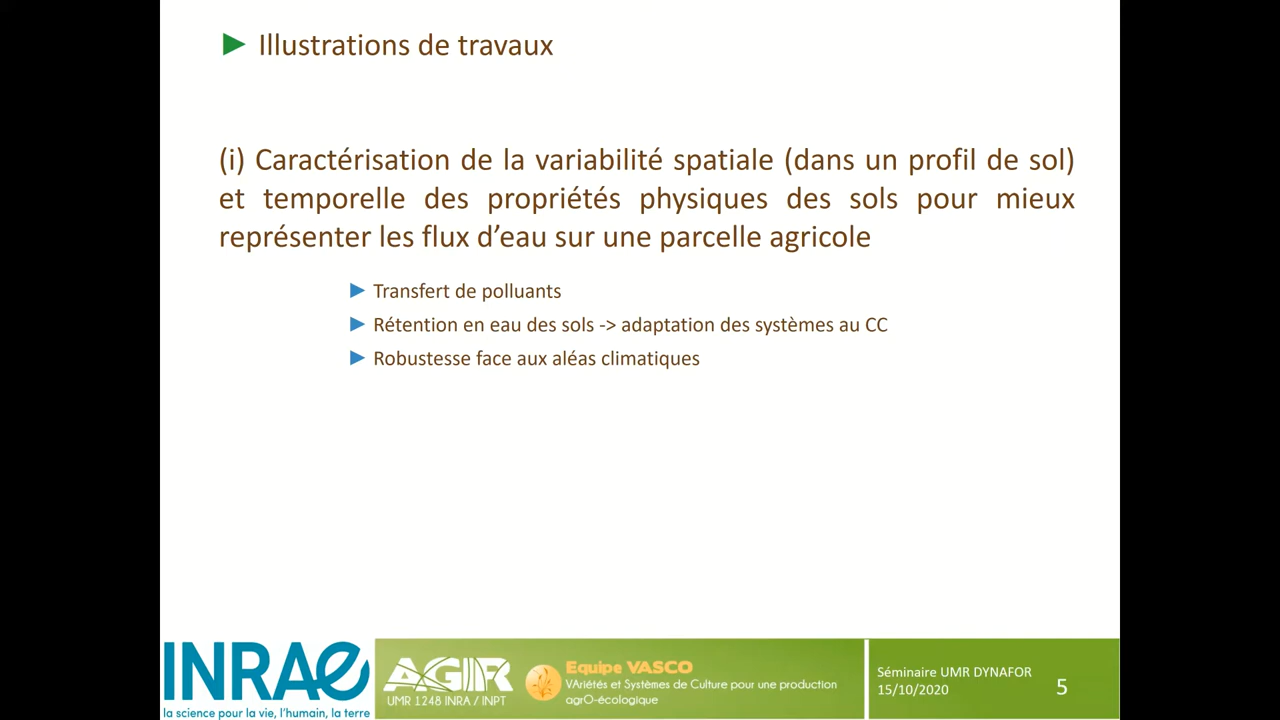 Illustrations de travaux
(i) Caractérisation de la variabilité spatiale (dans un profil de sol)
et temporelle des propriétés physiques des sols pour mieux
représenter les flux d’eau sur une parcelle agricole
Transfert de polluants
Rétention en eau des sols -> adaptation des systèmes au CC
Robustesse face aux aléas climatiques
INRAE
la science pour la vie, l’humain, la terre
AGIR
UMR 1248 INRA / INPT
Equipe VASCO
VAriétés et Systèmes de Culture pour une production
agrO-écologique
Séminaire UMR DYNAFOR
15/10/2020
5